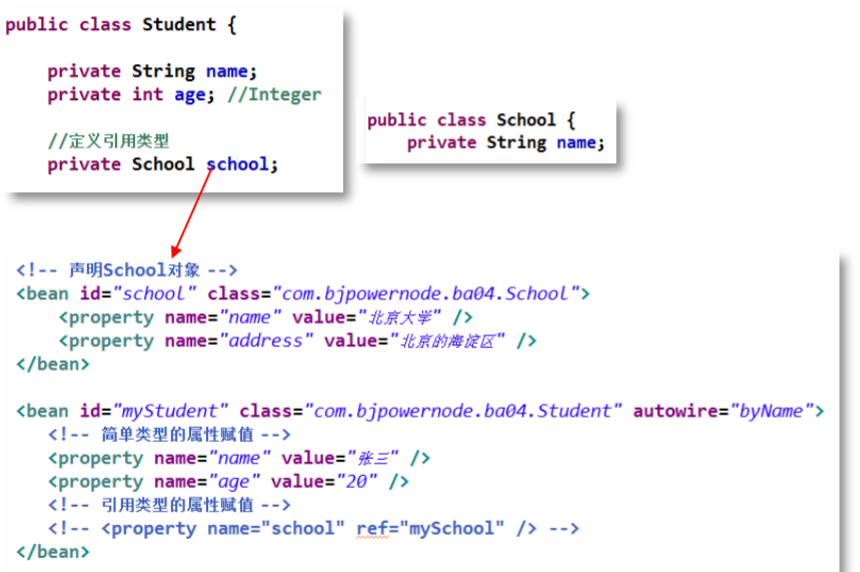 public class Student {
private String name;
private int age; //Integer
//定义引用类型
private School school;
public class School {
private String name;
<!-- 声明School对象 -->
<bean id="school" class="com.bjpowernode.ba04.School">
<property name="name" value="北京大学" />
<property name="address" value="北京的海淀区" />
</bean>
<bean id="myStudent" class="com.bjpowernode.ba04.Student" autowire="byName">
<!-- 简单类型的属性赋值 -->
<property name="name" value="张三" />
<property name="age" value="20" />
<!-- 引用类型的属性赋值 -->
<!-- <property name="school" ref="mySchool" /> -->
</bean>